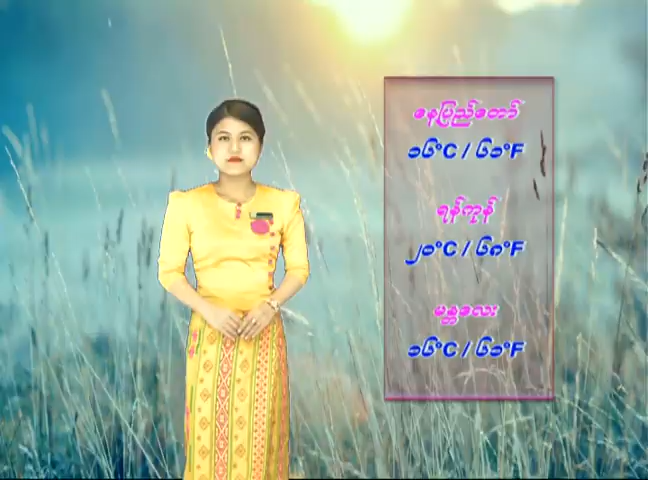 နေပြည်တော်
၁၆°C / ၆၁°F
ရန်ကုန်
၂၀°C / ၆၈°F
မန္တလေး
၁၆°C / ၆၁°F